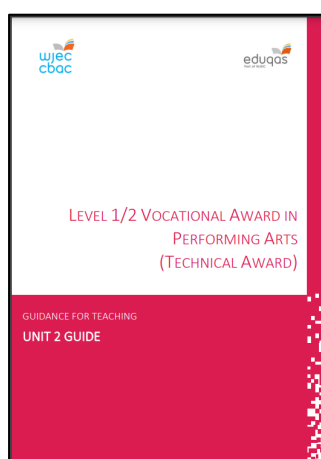 wjec
cbac
eduqas
LEVEL 1/2 VOCATIONAL AWARD IN
PERFORMING ARTS
(TECHNICAL AWARD)
GUIDANCE FOR TEACHING
UNIT 2 GUIDE